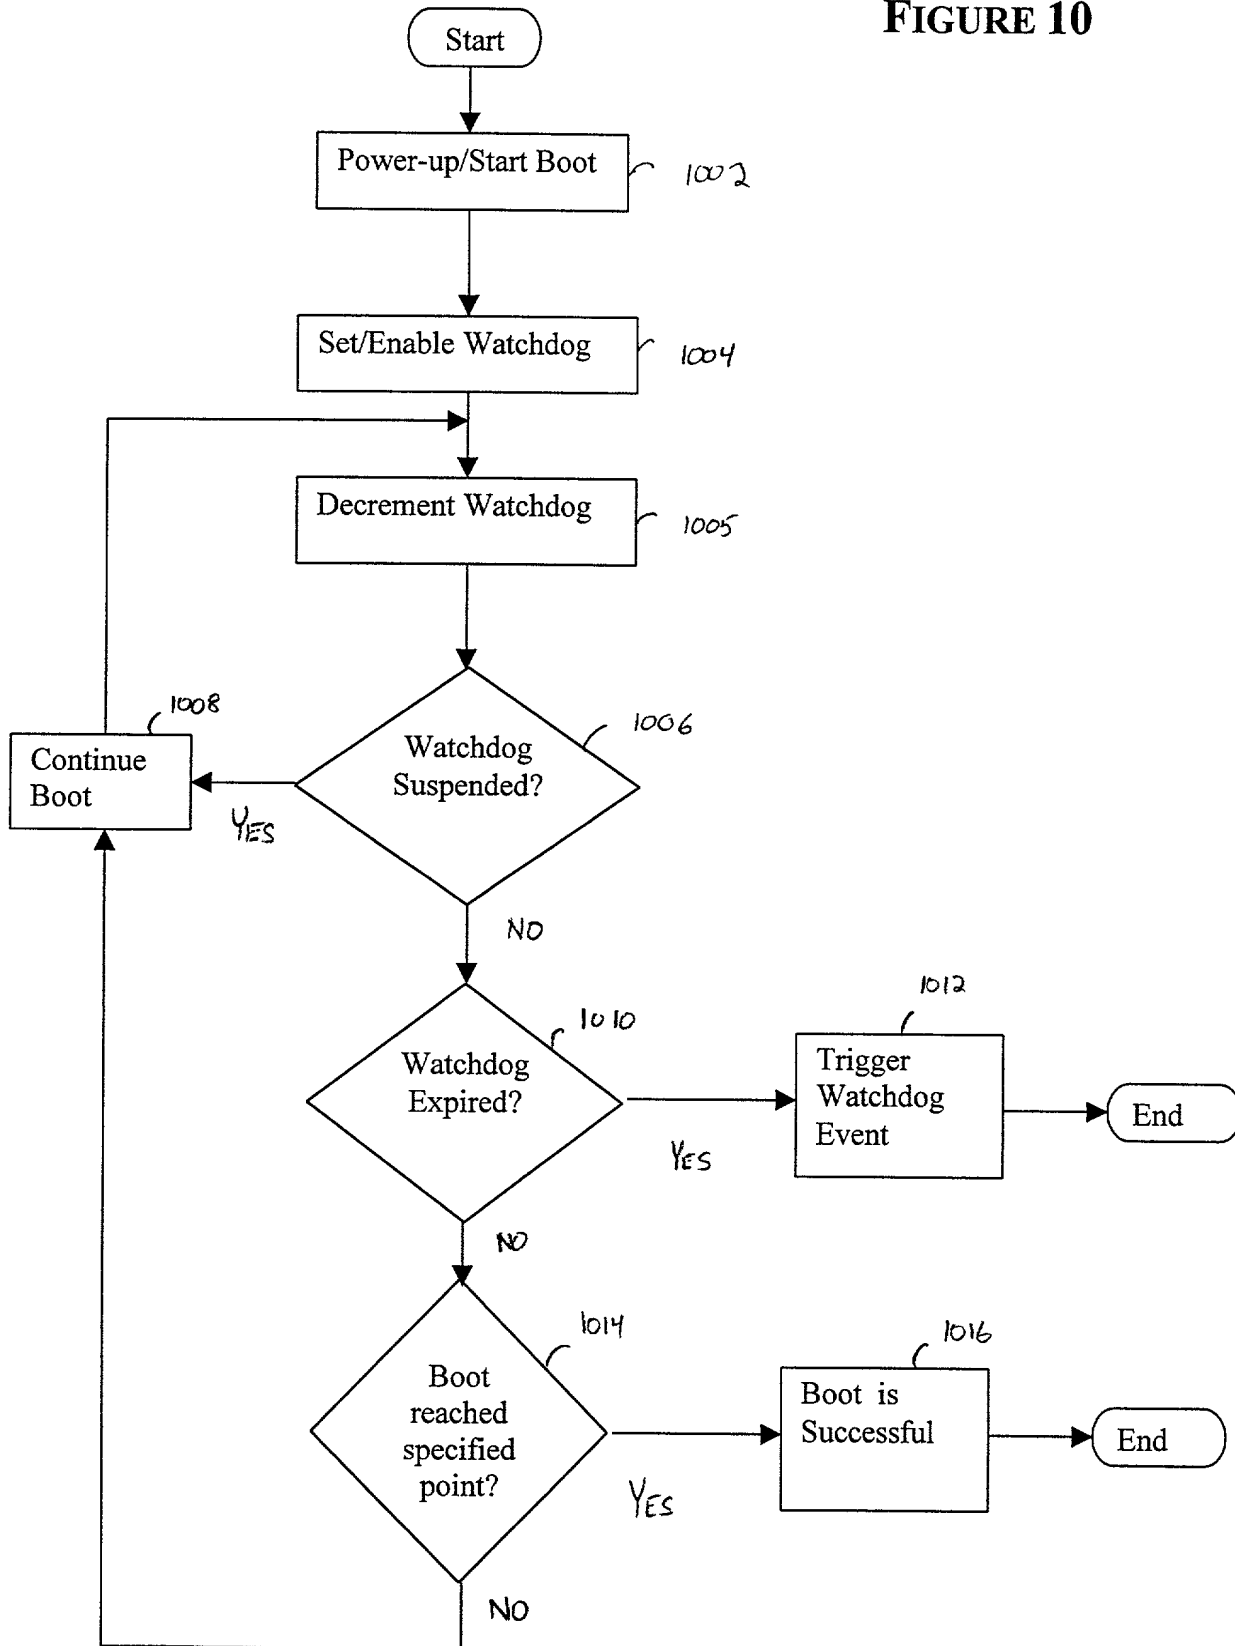 FIGURE 10
Start
Power-up/Start Boot
1002
Set/Enable Watchdog
1004
Decrement Watchdog
1005
1008
Continue
Boot
YES
Watchdog
Suspended?
1006
NO
Watchdog
Expired?
1010
YES
1012
Trigger
Watchdog
Event
End
NO
Boot
reached
specified
point?
1014
YES
1016
Boot is
Successful
End
NO